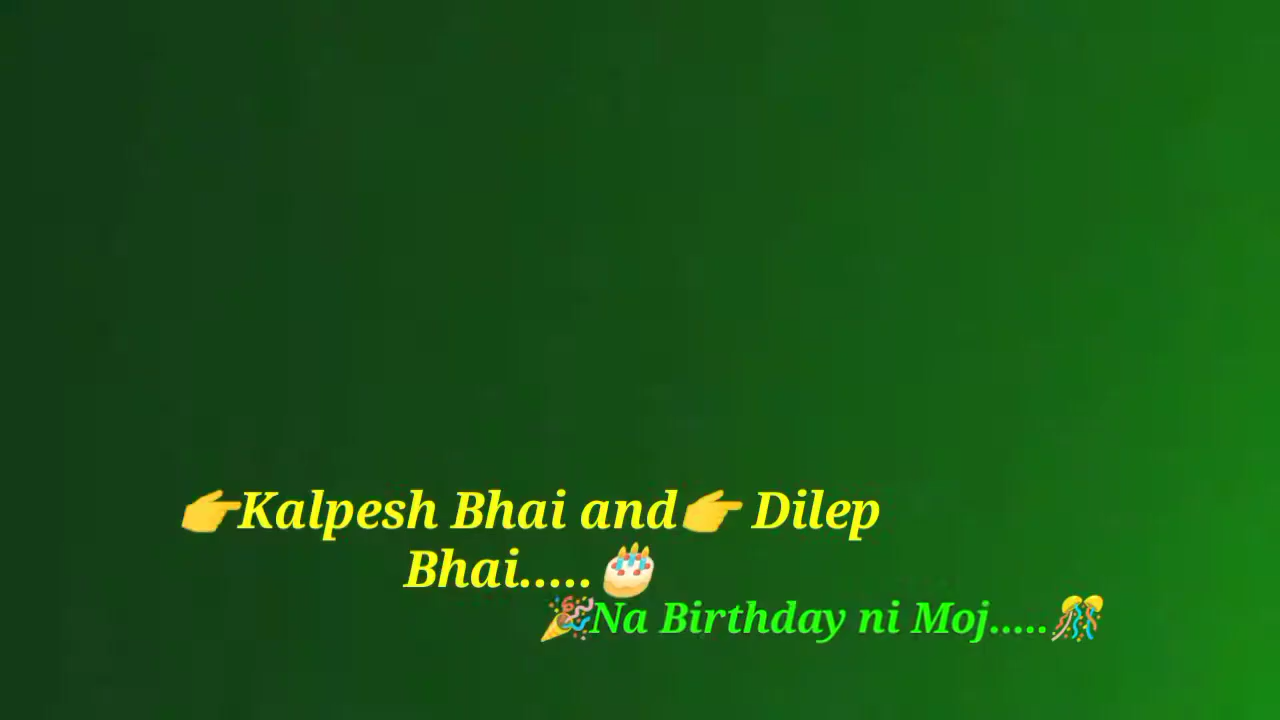 👉Kalpesh Bhai and👉 Dilep
Bhai.....🎂
🎉Na Birthday ni Moj.....🎊